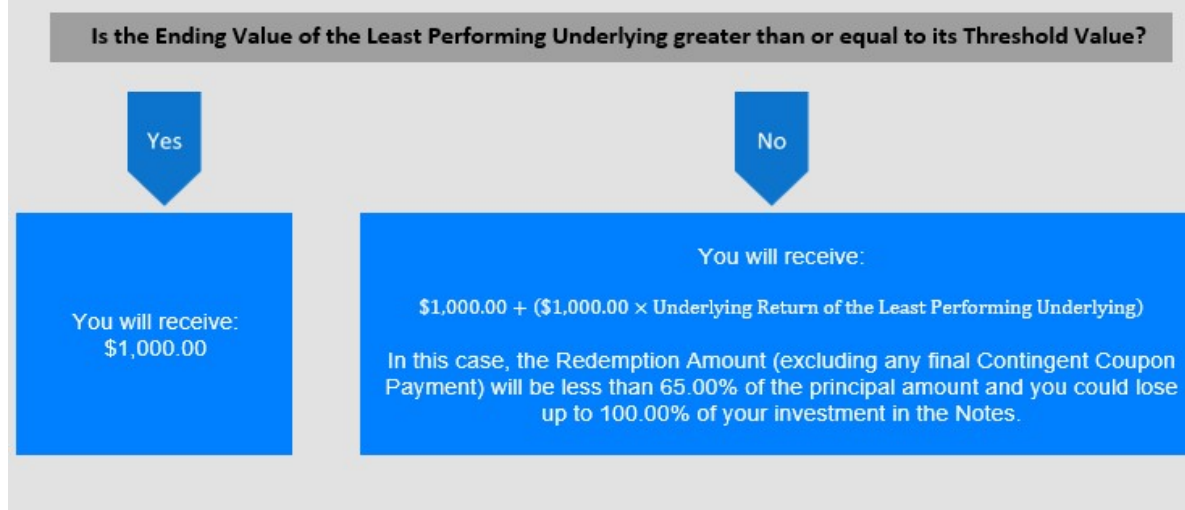 Is the Ending Value of the Least Performing Underlying greater than or equal to its Threshold Value?
Yes
No
You will receive:
$1,000.00
You will receive:
$1,000.00 + ($1,000.00 × Underlying Return of the Least Performing Underlying)
In this case, the Redemption Amount (excluding any final Contingent Coupon
Payment) will be less than 65.00% of the principal amount and you could lose
up to 100.00% of your investment in the Notes.